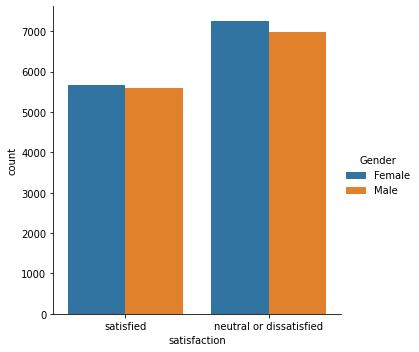 7000
6000
5000
4000
3000
2000
1000
0
count
satisfied
neutral or dissatisfied
satisfaction
Gender
Female
Male